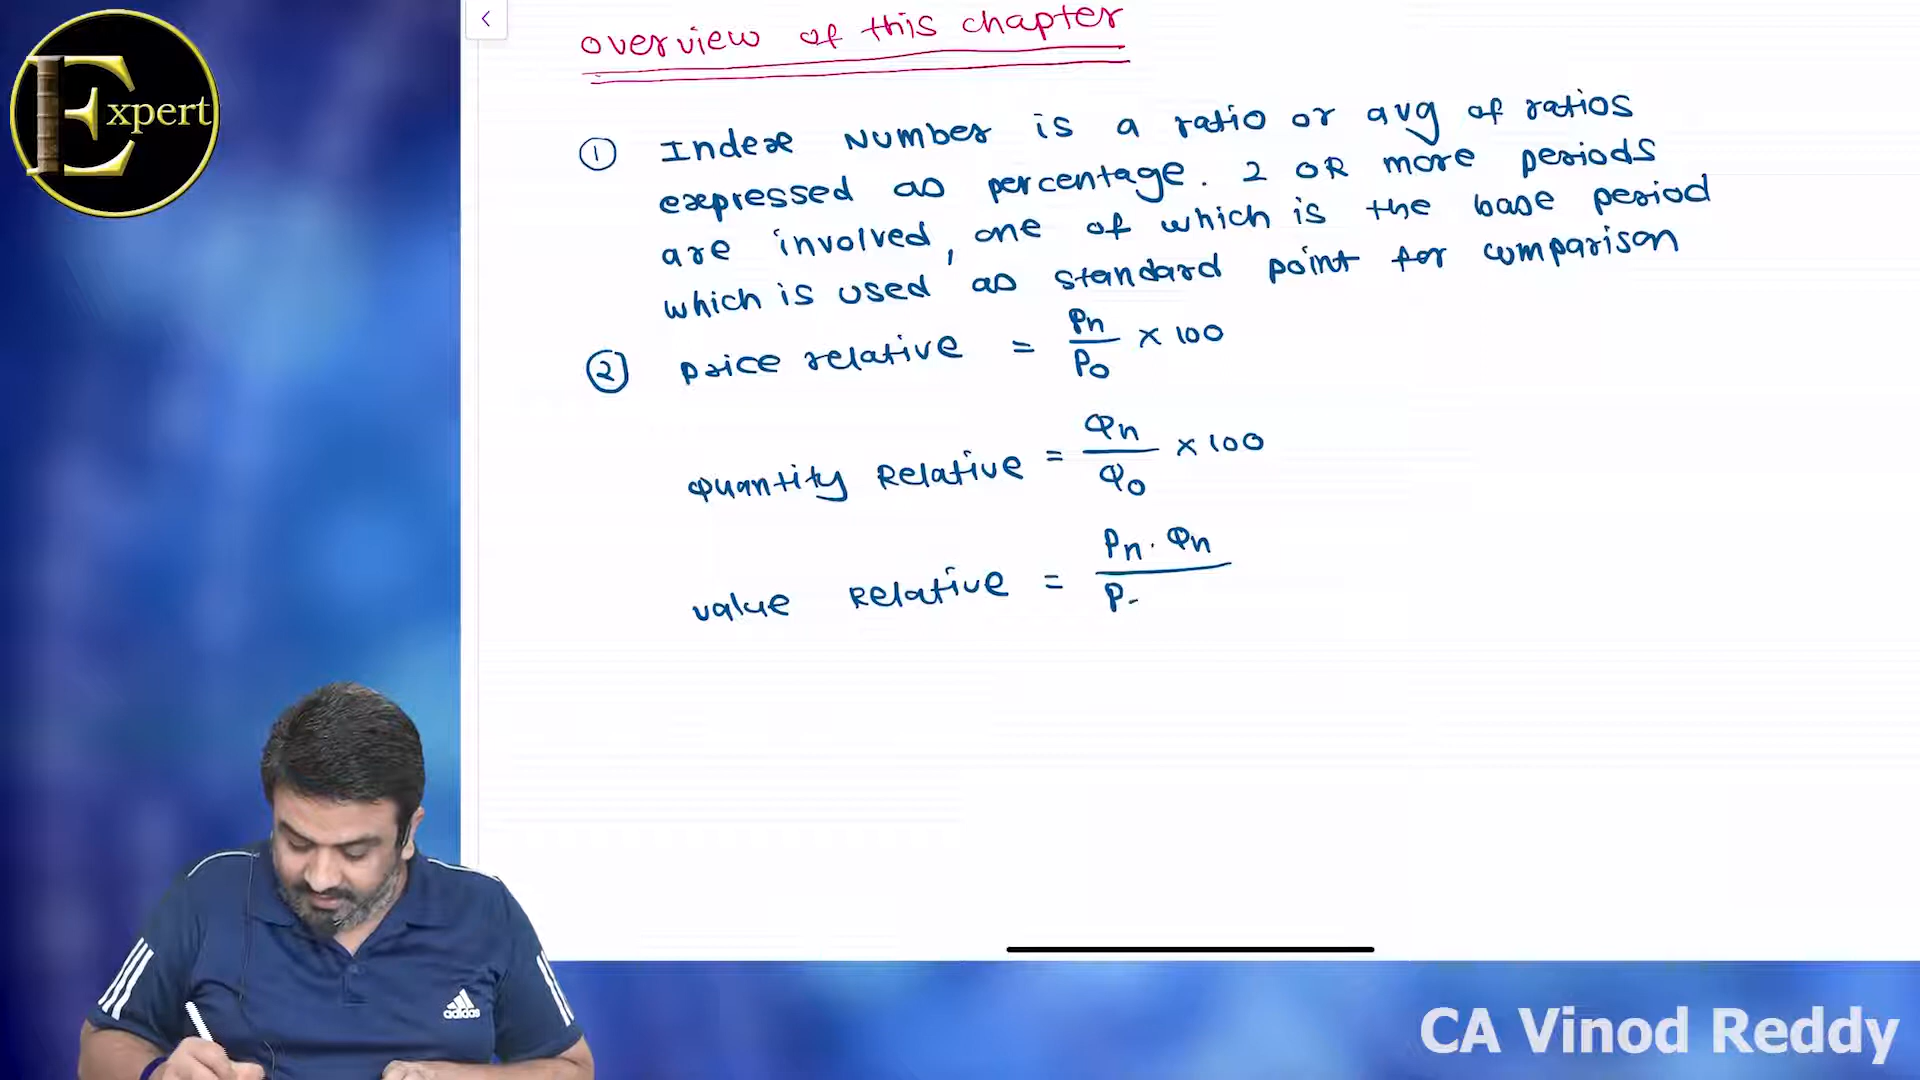 Expert
overview of this chapter
① Index Number is a ratio or avg of ratios
expressed as percentage. 2 OR more periods
are involved, one of which is the base period
which is used as standard point for comparison
② price relative = Pn/P0 × 100
Quantity Relative = Qn/Q0 × 100
value Relative = Pn.Qn/P-
adidas
CA Vinod Reddy